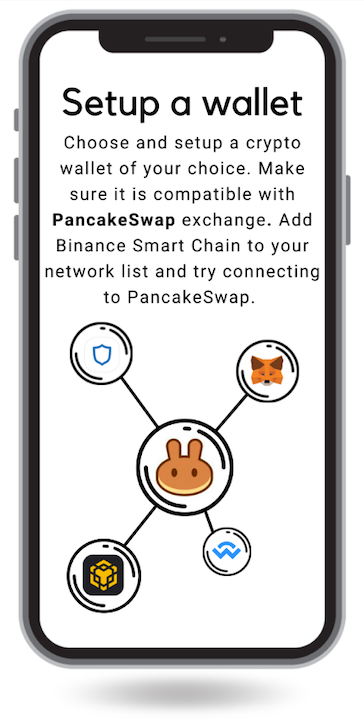 Setup a wallet
Choose and setup a crypto
wallet of your choice. Make
sure it is compatible with
PancakeSwap exchange. Add
Binance Smart Chain to your
network list and try connecting
to PancakeSwap.